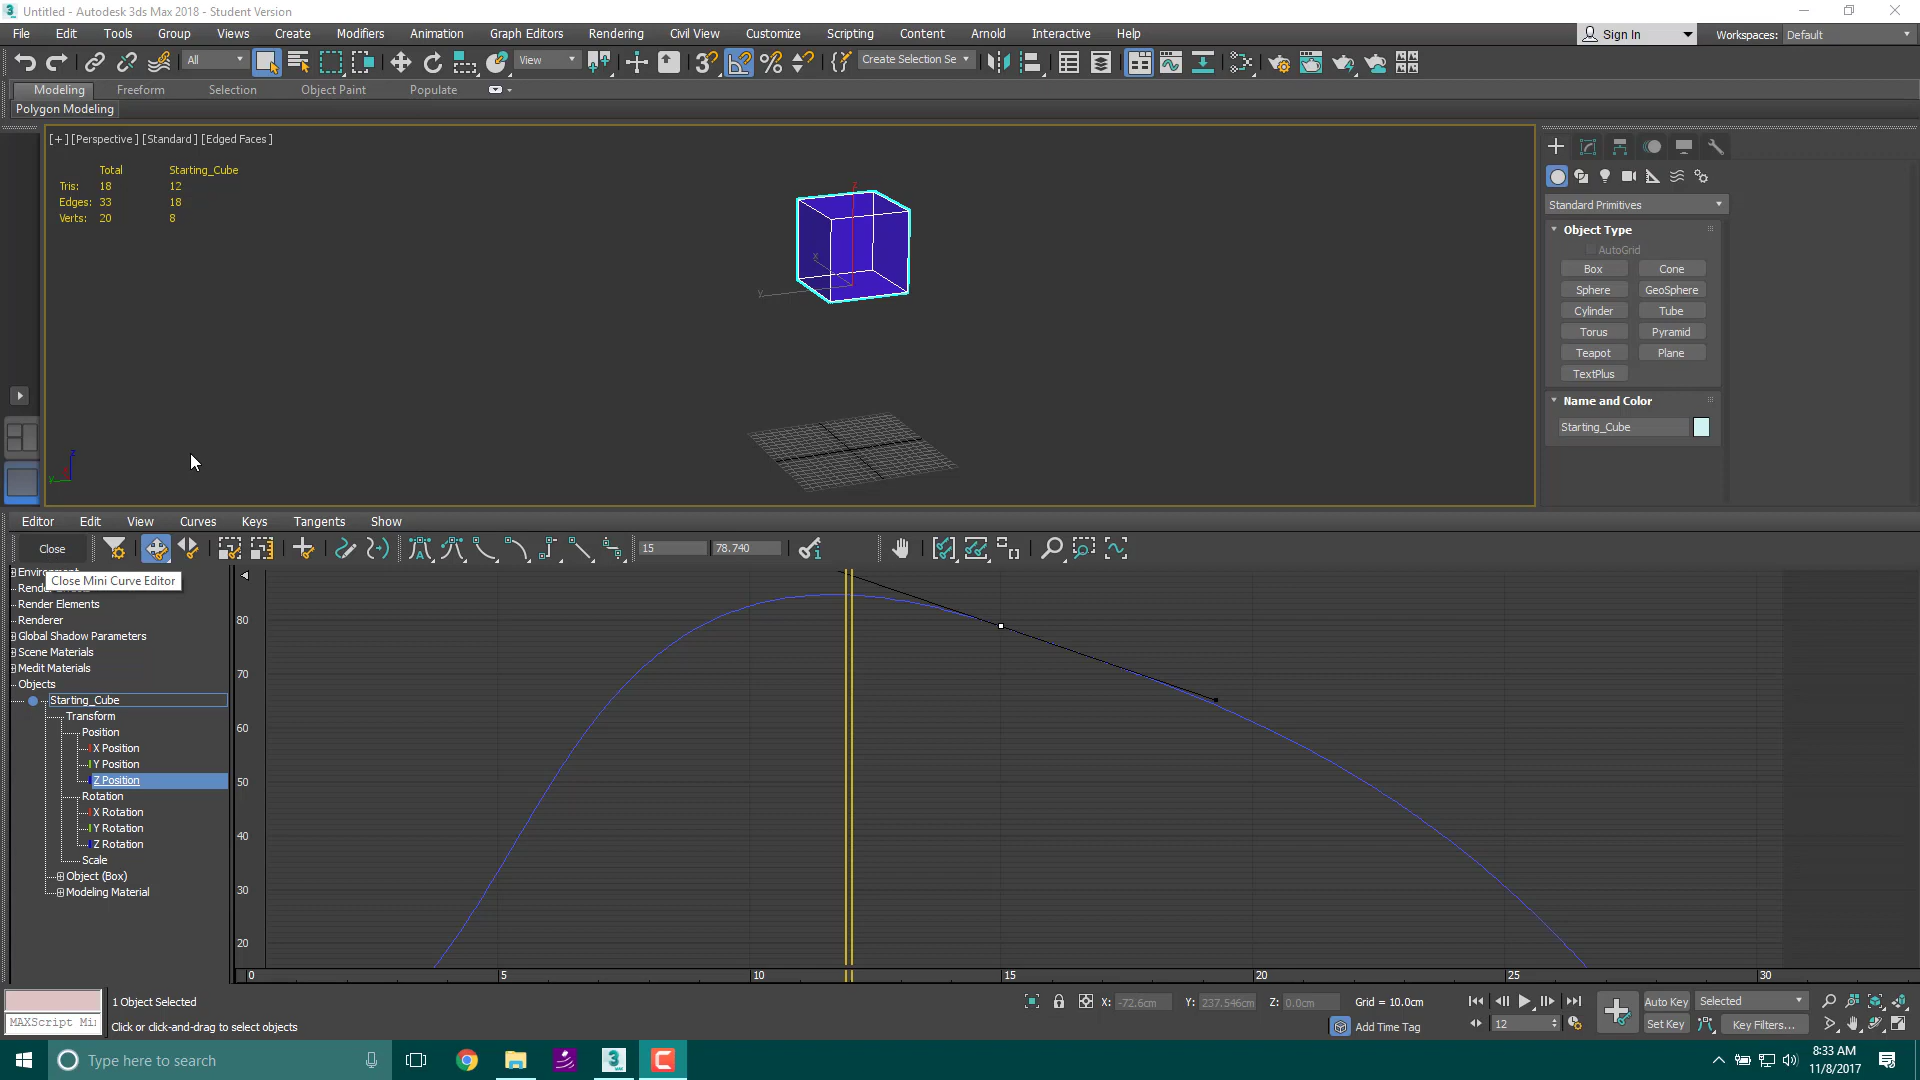 Untitled - Autodesk 3ds Max 2018 - Student Version
File Edit Tools Group Views Create Modifiers Animation Graph Editors Rendering Civil View Customize Scripting Content Arnold Interactive Help Sign In Workspaces: Default
All View Create Selection Se
Modeling Freeform Selection Object Paint Populate
Polygon Modeling
[+] [Perspective] [Standard] [Edged Faces]
Total Starting_Cube
Tris: 18 12
Edges: 33 18
Verts: 20 8
Standard Primitives
Object Type
AutoGrid
Box Cone
Sphere GeoSphere
Cylinder Tube
Torus Pyramid
Teapot Plane
TextPlus
Name and Color
Starting_Cube
z
x
y
z
y
Editor Edit View Curves Keys Tangents Show
Close 15 78.740
Close Mini Curve Editor
Render Elements
Renderer
Global Shadow Parameters
Scene Materials
Medit Materials
Objects
Starting_Cube
Transform
Position
X Position
Y Position
Z Position
Rotation
X Rotation
Y Rotation
Z Rotation
Scale
Object (Box)
Modeling Material
80
70
60
50
40
30
20
0 5 10 15 20 25 30
1 Object Selected X: -72.6cm Y: 237.546cm Z: 0.0cm Grid = 10.0cm Auto Key Selected
MAXScript Mi Click or click-and-drag to select objects Add Time Tag 12 Set Key Key Filters...
Type here to search
8:33 AM
11/8/2017